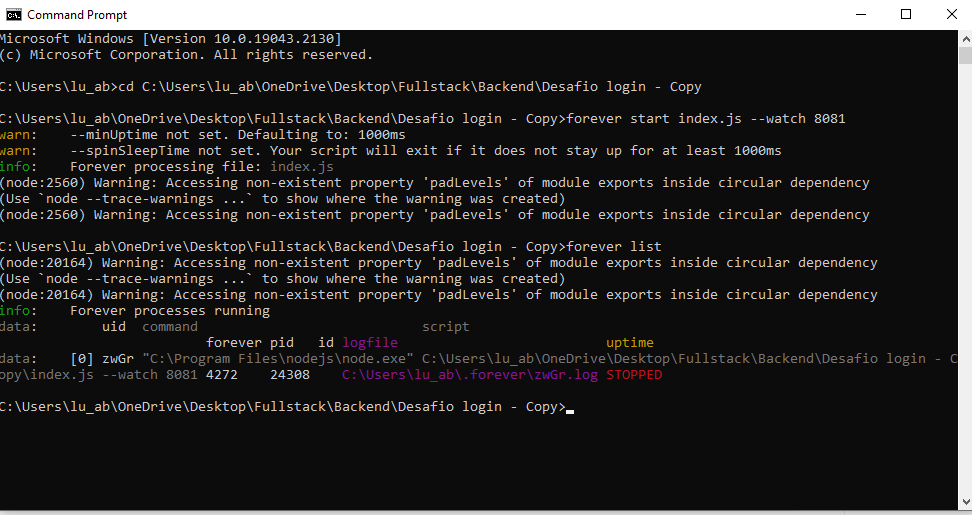 Command Prompt
Microsoft Windows [Version 10.0.19043.2130]
(c) Microsoft Corporation. All rights reserved.
C:\Users\lu_ab>cd C:\Users\lu_ab\OneDrive\Desktop\Fullstack\Backend\Desafio login - Copy
C:\Users\lu_ab\OneDrive\Desktop\Fullstack\Backend\Desafio login - Copy>forever start index.js --watch 8081
warn:    --minUptime not set. Defaulting to: 1000ms
warn:    --spinSleepTime not set. Your script will exit if it does not stay up for at least 1000ms
info:    Forever processing file: index.js
(node:2560) Warning: Accessing non-existent property 'padLevels' of module exports inside circular dependency
(Use `node --trace-warnings ...` to show where the warning was created)
(node:2560) Warning: Accessing non-existent property 'padLevels' of module exports inside circular dependency
C:\Users\lu_ab\OneDrive\Desktop\Fullstack\Backend\Desafio login - Copy>forever list
(node:20164) Warning: Accessing non-existent property 'padLevels' of module exports inside circular dependency
(Use `node --trace-warnings ...` to show where the warning was created)
(node:20164) Warning: Accessing non-existent property 'padLevels' of module exports inside circular dependency
info:    Forever processes running
data:        uid  command                            script
forever pid   id logfile                          uptime
data:    [0] zwGr "C:\Program Files\nodejs\node.exe" C:\Users\lu_ab\OneDrive\Desktop\Fullstack\Backend\Desafio login - C
opy\index.js --watch 8081 4272    24308    C:\Users\lu_ab\.forever\zwGr.log STOPPED
C:\Users\lu_ab\OneDrive\Desktop\Fullstack\Backend\Desafio login - Copy>